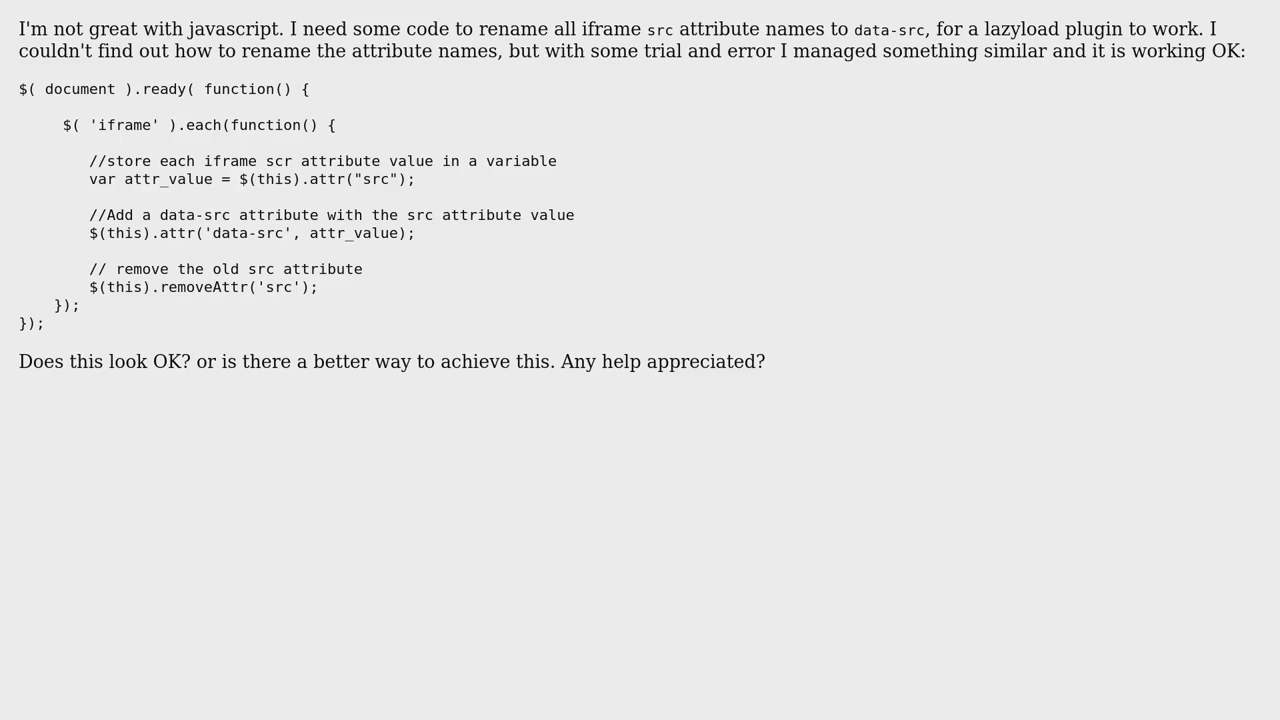 I'm not great with javascript. I need some code to rename all iframe src attribute names to data-src, for a lazyload plugin to work. I
couldn't find out how to rename the attribute names, but with some trial and error I managed something similar and it is working OK:
$( document ).ready( function() {
     $( 'iframe' ).each(function() {
        //store each iframe scr attribute value in a variable
        var attr_value = $(this).attr("src");
        //Add a data-src attribute with the src attribute value
        $(this).attr('data-src', attr_value);
        // remove the old src attribute
        $(this).removeAttr('src');
    });
});
Does this look OK? or is there a better way to achieve this. Any help appreciated?